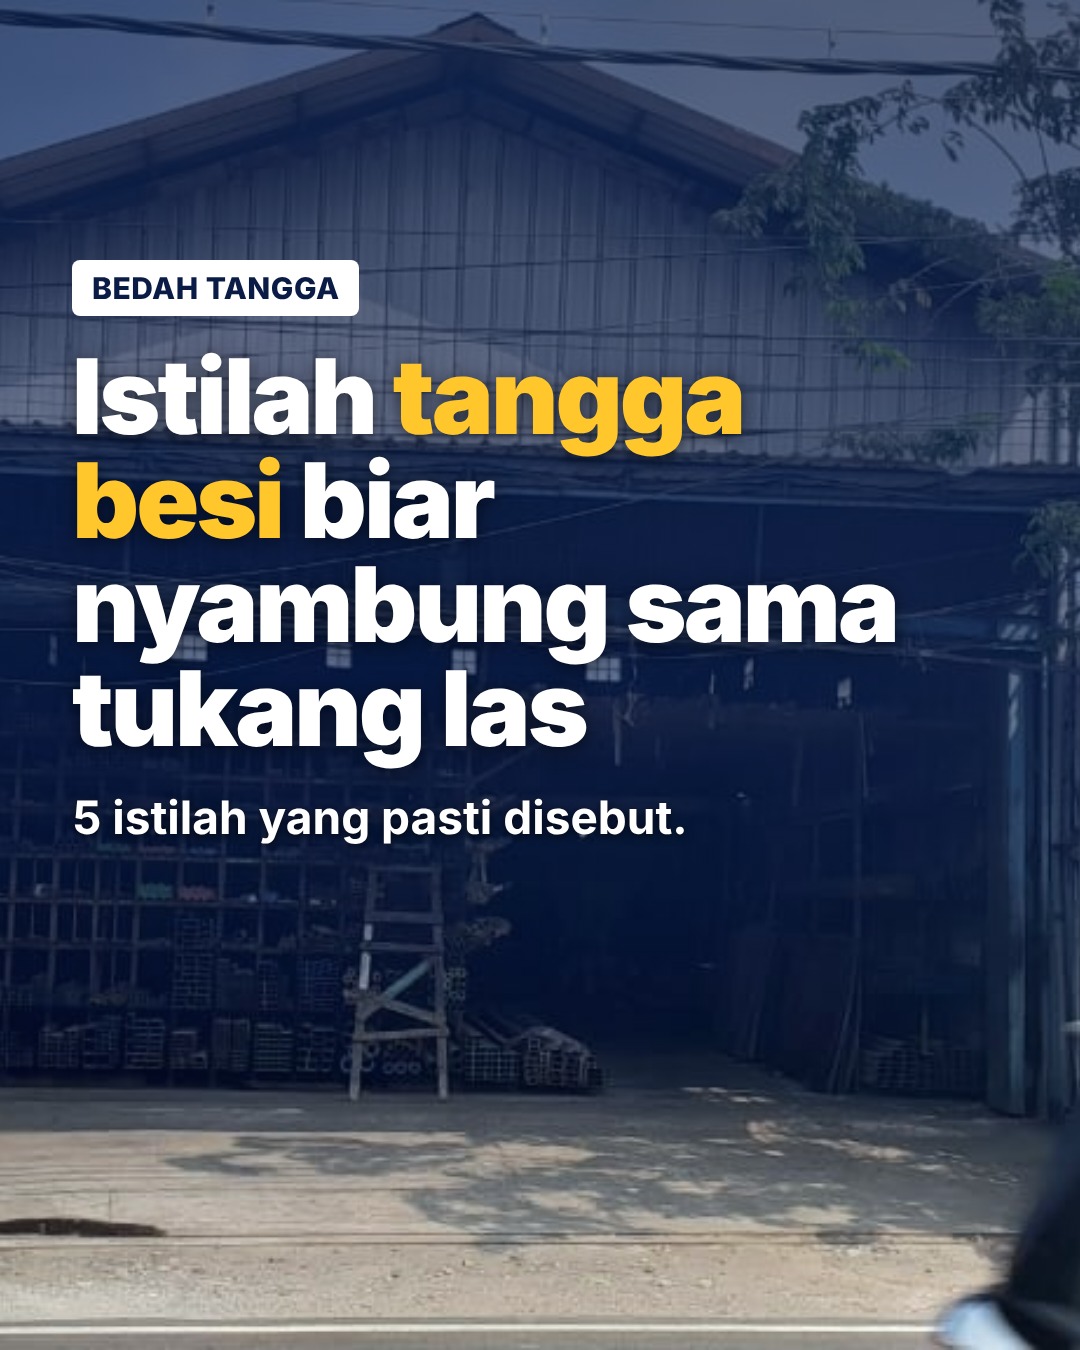 BEDAH TANGGA
Istilah tangga
besi biar
nyambung sama
tukang las
5 istilah yang pasti disebut.